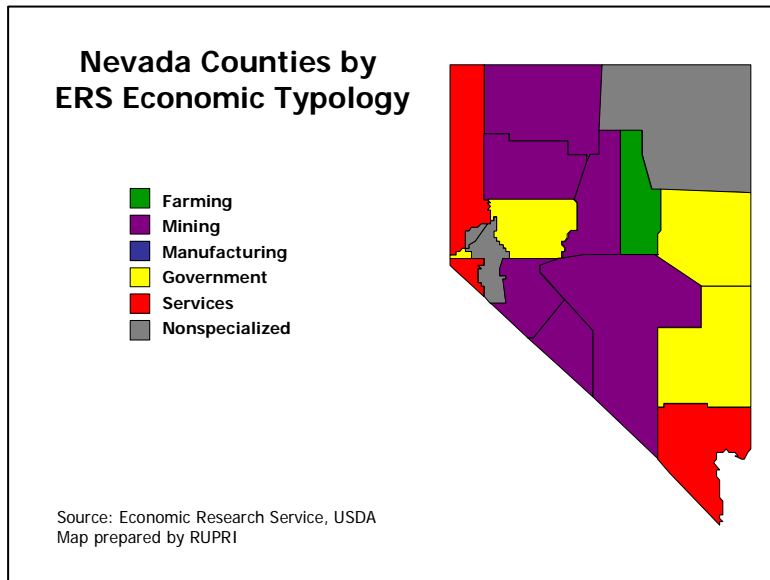 Nevada Counties by
ERS Economic Typology
Farming
Mining
Manufacturing
Government
Services
Nonspecialized
Source: Economic Research Service, USDA
Map prepared by RUPRI